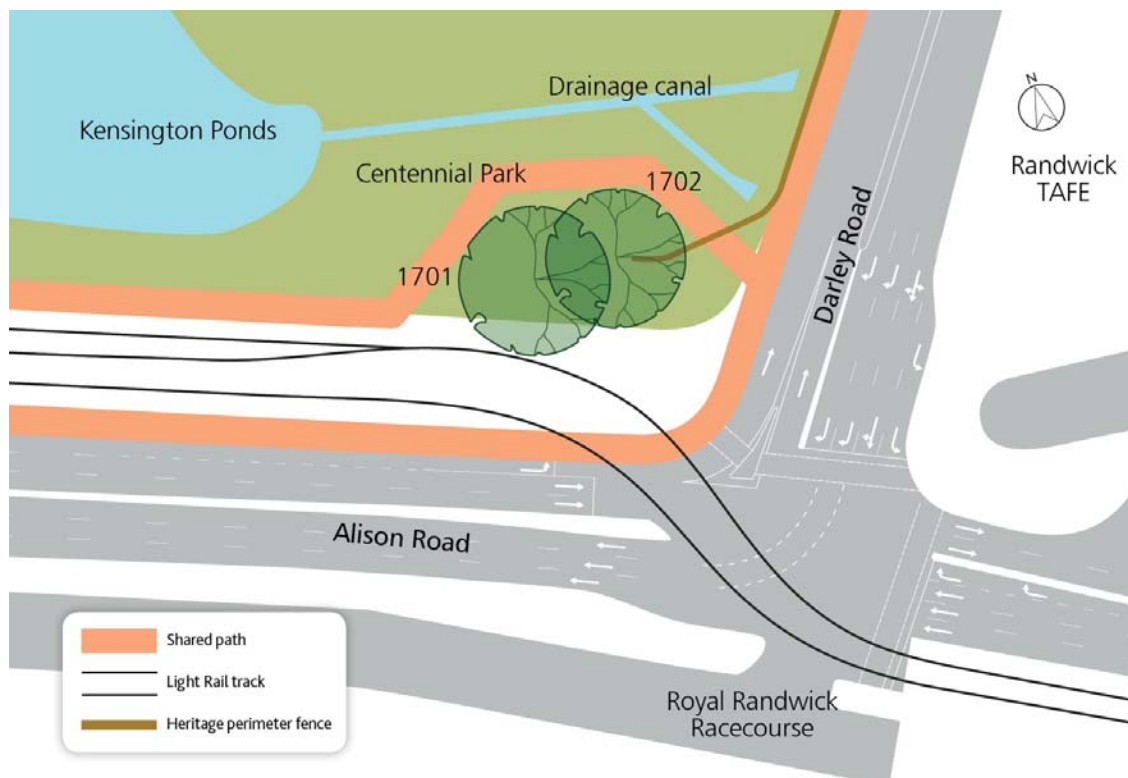 Drainage canal
Kensington Ponds
N
Randwick
TAFE
Centennial Park
1702
1701
Darley Road
Alison Road
Shared path
Light Rail track
Heritage perimeter fence
Royal Randwick
Racecourse